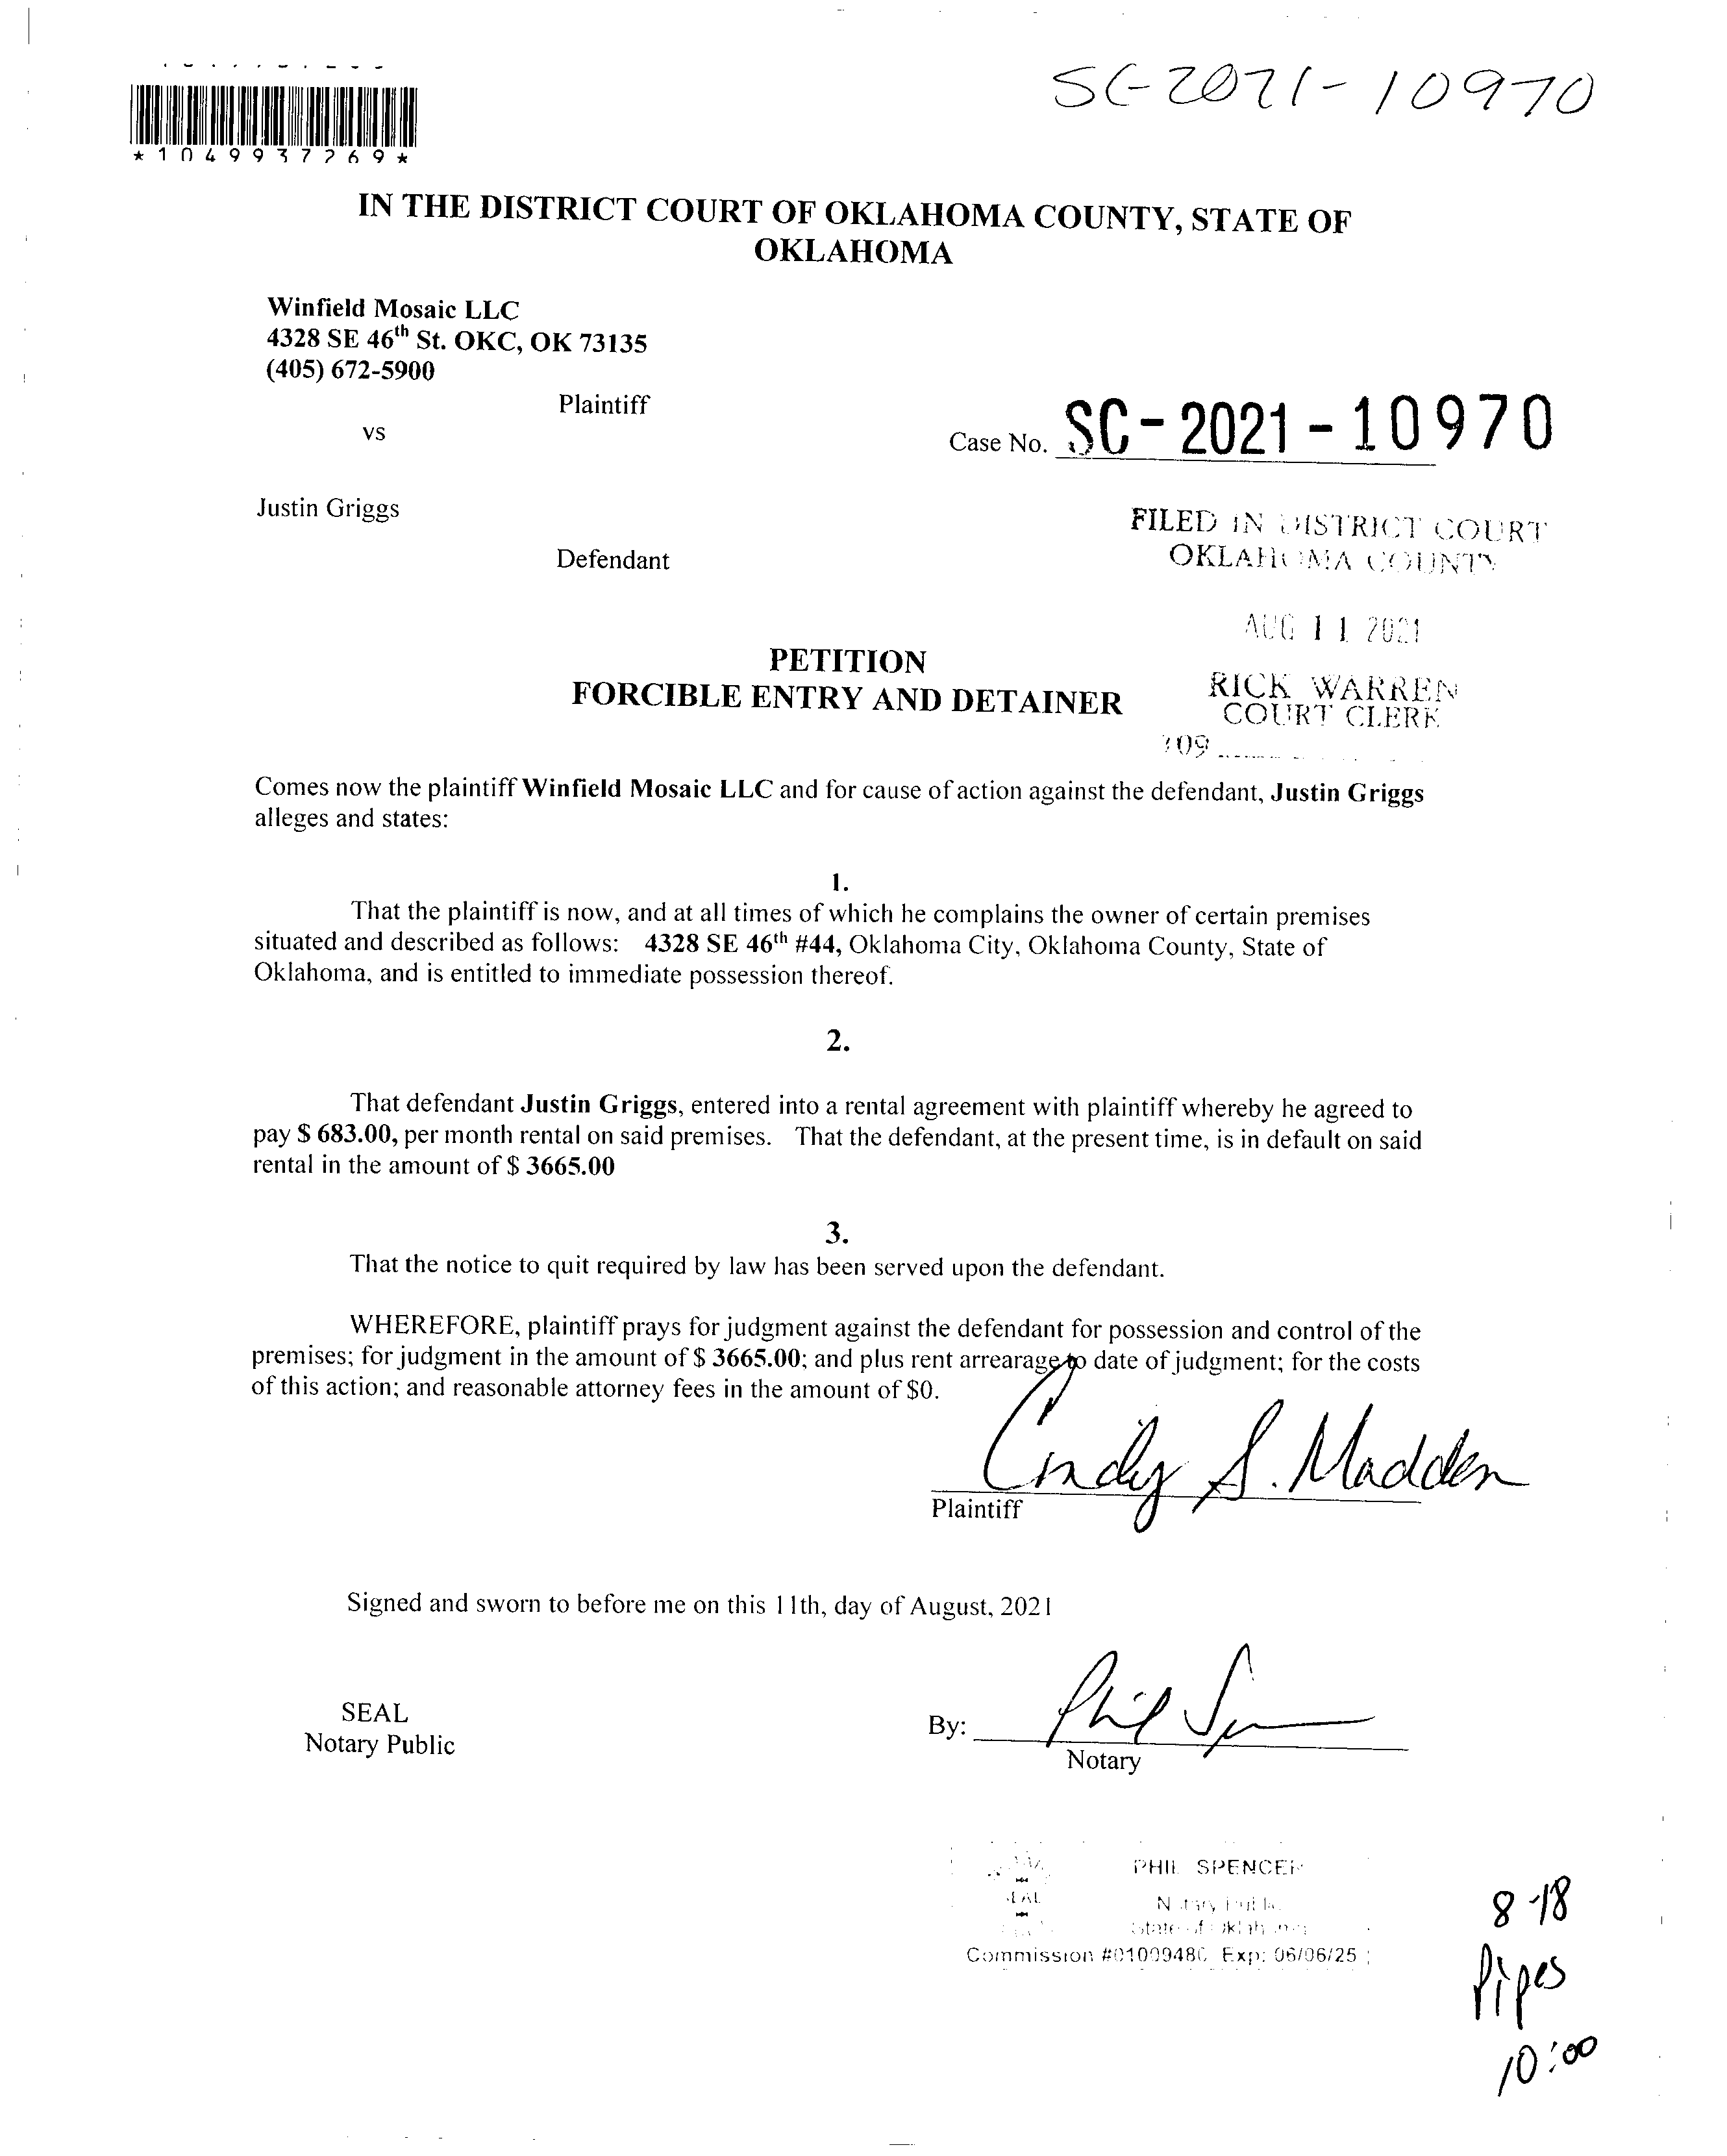 SC-2021-10970
*1049937269*
IN THE DISTRICT COURT OF OKLAHOMA COUNTY, STATE OF
OKLAHOMA
Winfield Mosaic LLC
4328 SE 46th St. OKC, OK 73135
(405) 672-5900
Plaintiff
vs
Case No. SC-2021-10970
Justin Griggs
FILED IN DISTRICT COURT
OKLAHOMA COUNTY
Defendant
AUG 11 2021
PETITION
FORCIBLE ENTRY AND DETAINER
RICK WARREN
COURT CLERK
Comes now the plaintiff Winfield Mosaic LLC and for cause of action against the defendant, Justin Griggs
alleges and states:
1.
That the plaintiff is now, and at all times of which he complains the owner of certain premises
situated and described as follows: 4328 SE 46th #44, Oklahoma City, Oklahoma County, State of
Oklahoma, and is entitled to immediate possession thereof.
2.
That defendant Justin Griggs, entered into a rental agreement with plaintiff whereby he agreed to
pay $ 683.00, per month rental on said premises. That the defendant, at the present time, is in default on said
rental in the amount of $ 3665.00
3.
That the notice to quit required by law has been served upon the defendant.
WHEREFORE, plaintiff prays for judgment against the defendant for possession and control of the
premises; for judgment in the amount of $ 3665.00; and plus rent arrearage to date of judgment; for the costs
of this action; and reasonable attorney fees in the amount of $0.
Cindy S. Madden
Plaintiff
Signed and sworn to before me on this 11th, day of August, 2021
SEAL
Notary Public
By: Phil
Notary
PHIL SPENCER
SEAL
Notary Public
State of Oklahoma
Commission #01009480 Exp: 06/06/25
8-18
Pipes
10:00